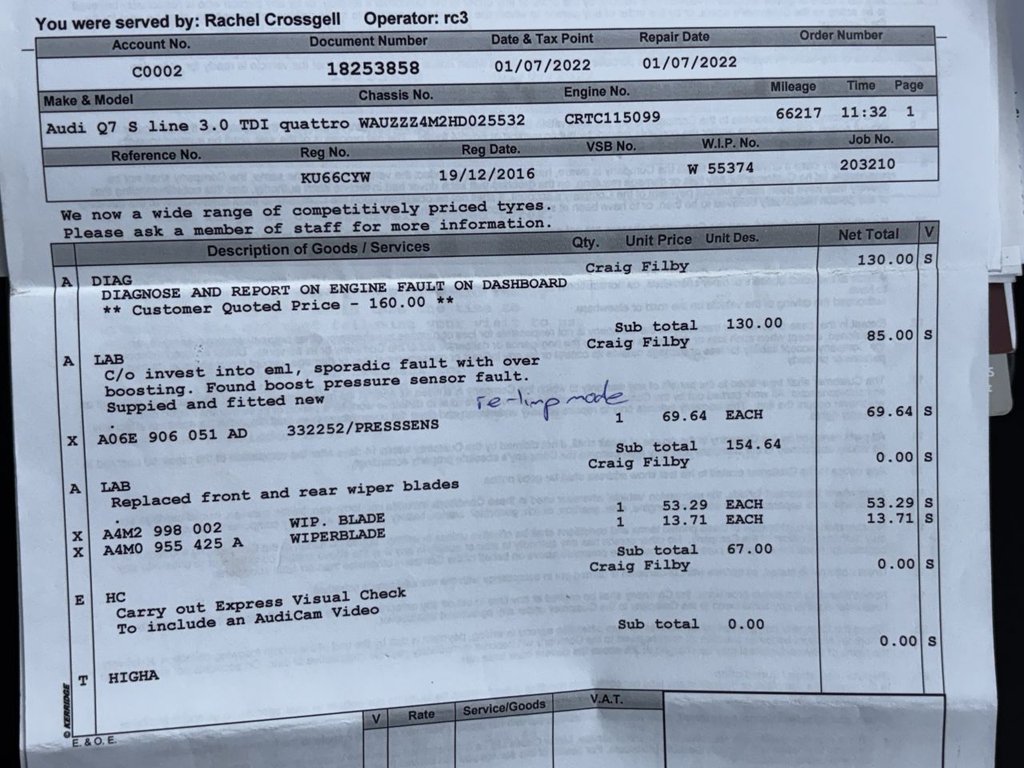 You were served by: Rachel Crossgell Operator: rc3
Account No. Document Number Date & Tax Point Repair Date Order Number
C0002 18253858 01/07/2022 01/07/2022
Make & Model Chassis No. Engine No. Mileage Time Page
Audi Q7 S line 3.0 TDI quattro WAUZZZ4M2HD025532 CRTC115099 66217 11:32 1
Reference No. Reg No. Reg Date. VSB No. W.I.P. No. Job No.
KU66CYW 19/12/2016 W 55374 203210
We now a wide range of competitively priced tyres.
Please ask a member of staff for more information.
Description of Goods / Services Qty. Unit Price Unit Des. Net Total V
A DIAG Craig Filby 130.00 S
DIAGNOSE AND REPORT ON ENGINE FAULT ON DASHBOARD
** Customer Quoted Price - 160.00 **
Sub total 130.00
A LAB Craig Filby 85.00 S
C/o invest into eml, sporadic fault with over
boosting. Found boost pressure sensor fault.
Suppied and fitted new
re-limp mode
.
X A06E 906 051 AD 332252/PRESSSENS 1 69.64 EACH 69.64 S
Sub total 154.64
A LAB Craig Filby 0.00 S
Replaced front and rear wiper blades
.
X A4M2 998 002 WIP. BLADE 1 53.29 EACH 53.29 S
X A4M0 955 425 A WIPERBLADE 1 13.71 EACH 13.71 S
Sub total 67.00
E HC Craig Filby 0.00 S
Carry out Express Visual Check
To include an AudiCam Video
Sub total 0.00
T HIGHA 0.00 S
© KERRIDGE
E. & O. E.
V Rate Service/Goods V.A.T.